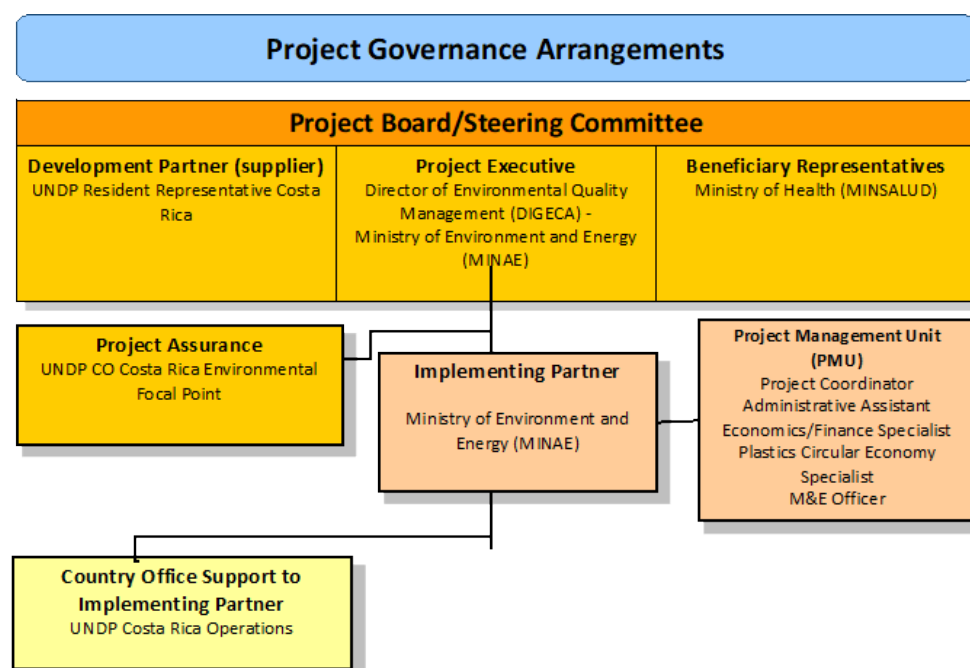 Project Governance Arrangements
Project Board/Steering Committee
Development Partner (supplier)
UNDP Resident Representative Costa
Rica
Project Executive
Director of Environmental Quality
Management (DIGECA) -
Ministry of Environment and Energy
(MINAE)
Beneficiary Representatives
Ministry of Health (MINSALUD)
Project Assurance
UNDP CO Costa Rica Environmental
Focal Point
Implementing Partner
Ministry of Environment and
Energy (MINAE)
Project Management Unit
(PMU)
Project Coordinator
Administrative Assistant
Economics/Finance Specialist
Plastics Circular Economy
Specialist
M&E Officer
Country Office Support to
Implementing Partner
UNDP Costa Rica Operations